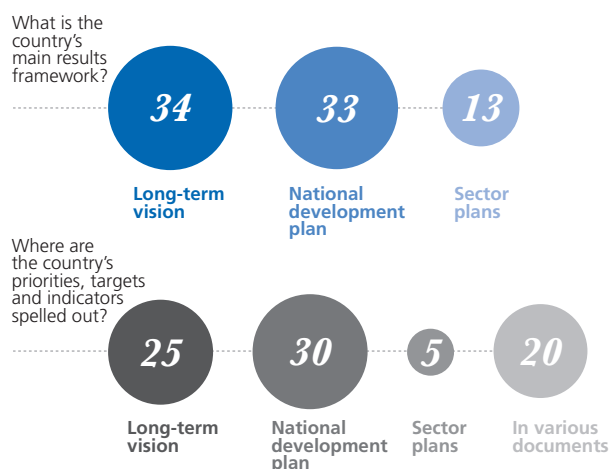 What is the
country's
main results
framework?
34
33
13
Long-term
vision
National
development
plan
Sector
plans
Where are
the country's
priorities, targets
and indicators
spelled out?
25
30
5
20
Long-term
vision
National
development
plan
Sector
plans
In various
documents